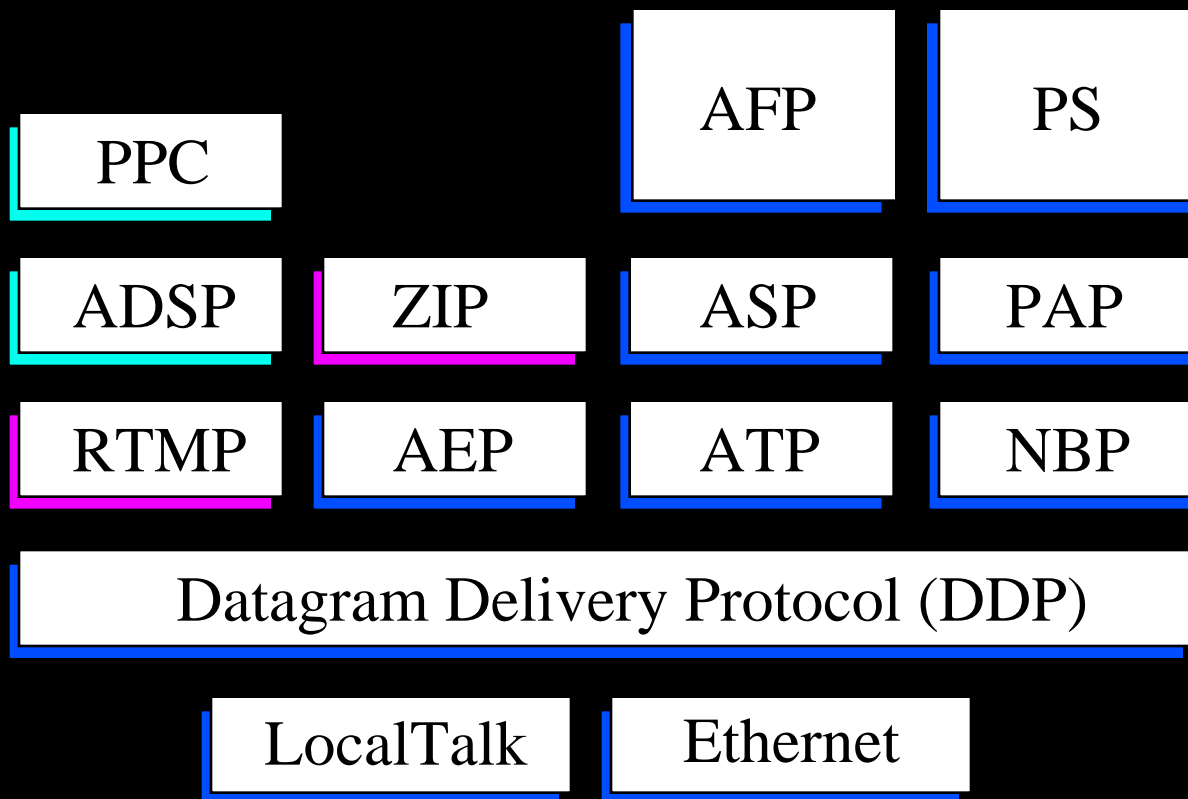 AFP
PS
PPC
ADSP
ZIP
ASP
PAP
RTMP
AEP
ATP
NBP
Datagram Delivery Protocol (DDP)
LocalTalk
Ethernet